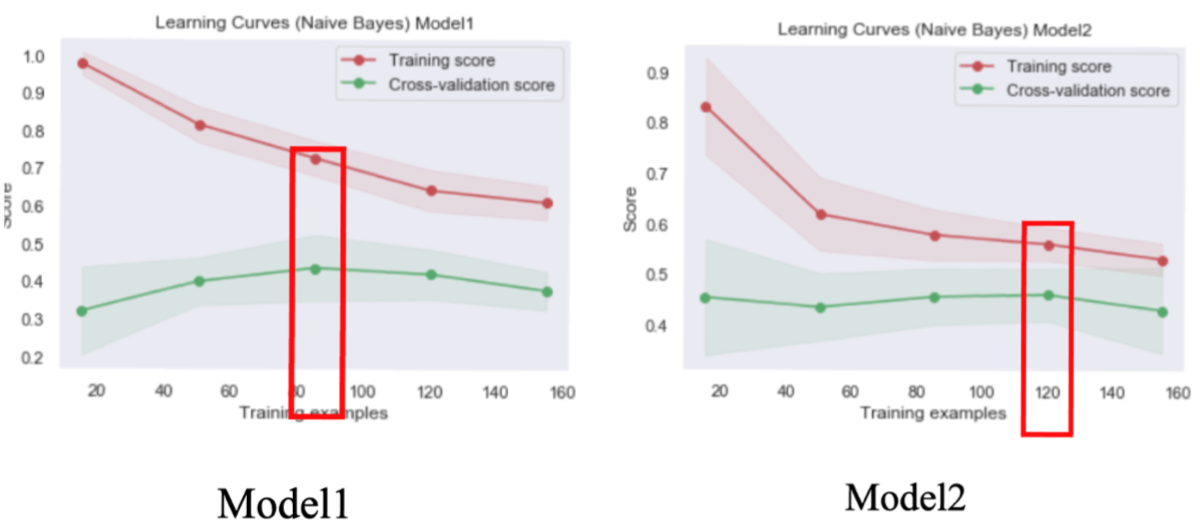 Learning Curves (Naive Bayes) Model1
Training score
Cross-validation score
1.0
0.9
0.8
0.7
0.6
0.5
0.4
0.3
0.2
Score
20 40 60 80 100 120 140 160
Training examples
Model1
Learning Curves (Naive Bayes) Model2
Training score
Cross-validation score
0.9
0.8
0.7
0.6
0.5
0.4
Score
20 40 60 80 100 120 140 160
Training examples
Model2